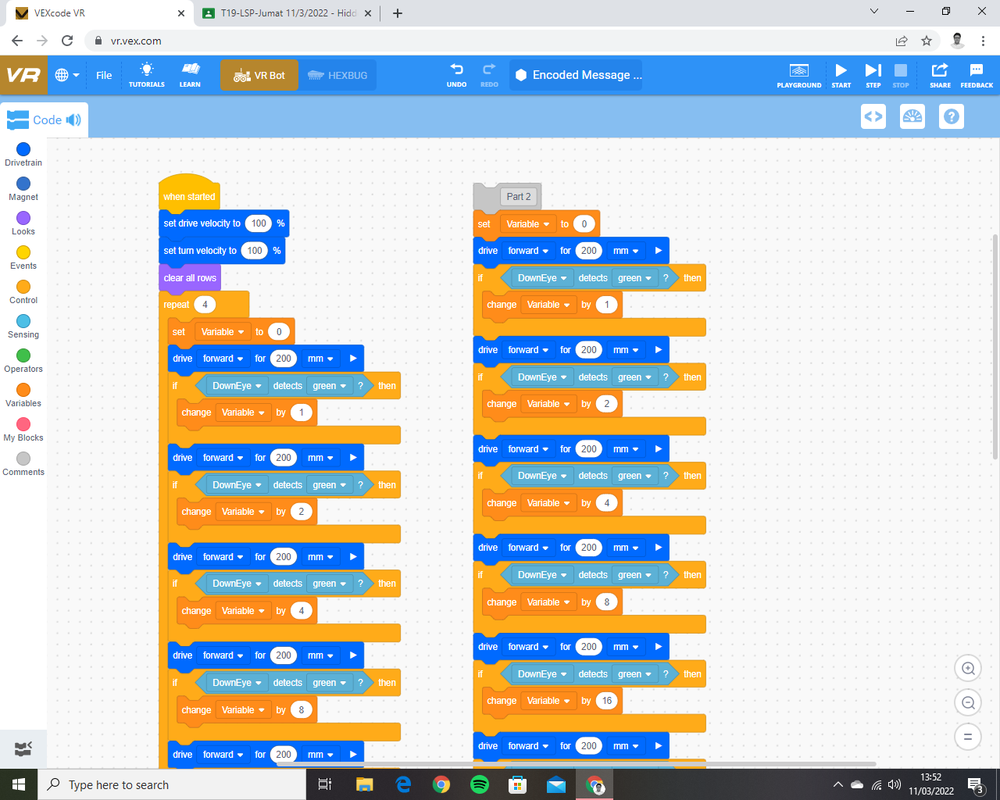 VEXcode VR
T19-LSP-Jumat 11/3/2022 - Hidd
vr.vex.com
VR
File
TUTORIALS
LEARN
VR Bot
HEXBUG
UNDO
REDO
Encoded Message ...
PLAYGROUND
START
STEP
STOP
SHARE
FEEDBACK
Code
Drivetrain
Magnet
Looks
Events
Control
Sensing
Operators
Variables
My Blocks
Comments
when started
set drive velocity to 100 %
set turn velocity to 100 %
clear all rows
repeat 4
set Variable to 0
drive forward for 200 mm
if DownEye detects green ? then
change Variable by 1
drive forward for 200 mm
if DownEye detects green ? then
change Variable by 2
drive forward for 200 mm
if DownEye detects green ? then
change Variable by 4
drive forward for 200 mm
if DownEye detects green ? then
change Variable by 8
drive forward for 200 mm
Part 2
set Variable to 0
drive forward for 200 mm
if DownEye detects green ? then
change Variable by 1
drive forward for 200 mm
if DownEye detects green ? then
change Variable by 2
drive forward for 200 mm
if DownEye detects green ? then
change Variable by 4
drive forward for 200 mm
if DownEye detects green ? then
change Variable by 8
drive forward for 200 mm
if DownEye detects green ? then
change Variable by 16
drive forward for 200 mm
Type here to search
13:52
11/03/2022
3